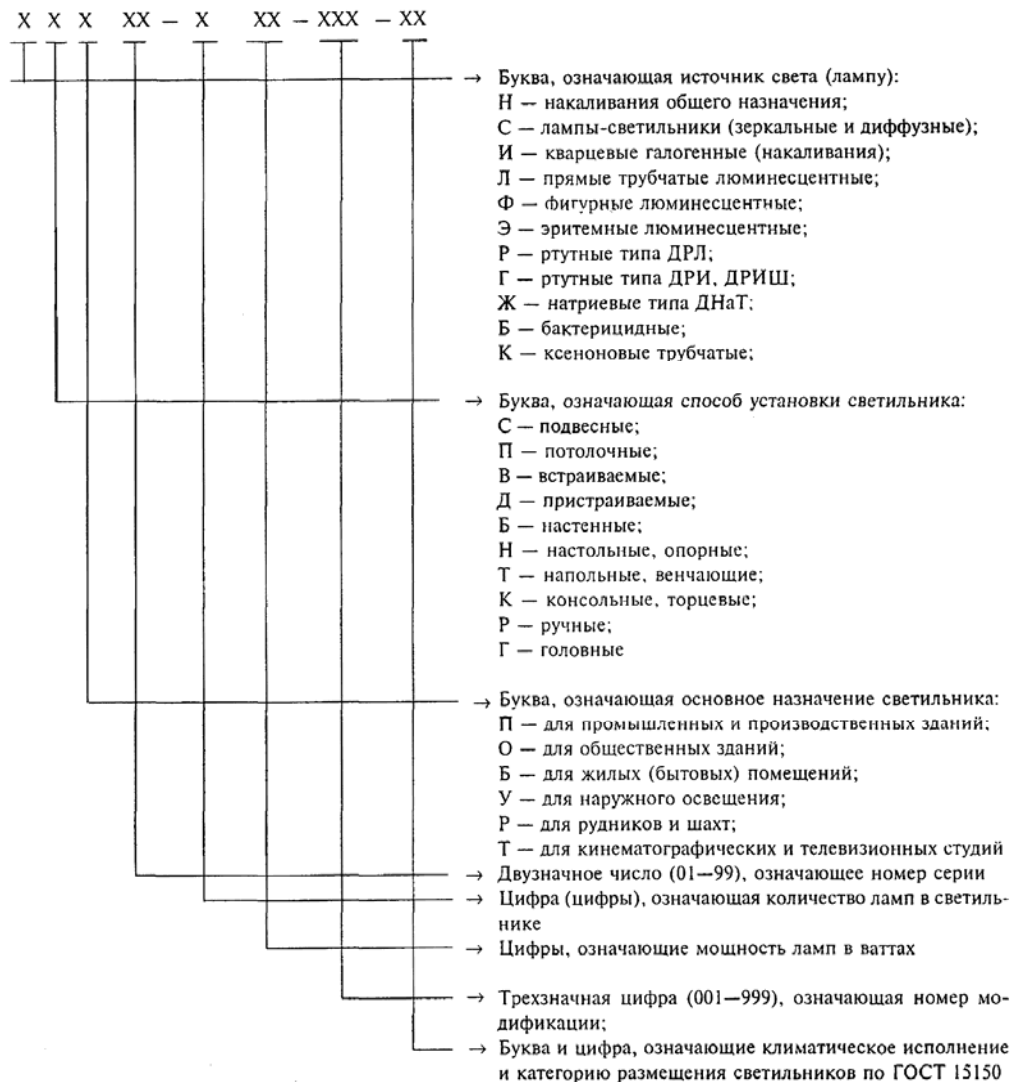 X X X XX – X XX – XXX – XX
→ Буква, означающая источник света (лампу):
Н — накаливания общего назначения;
С — лампы-светильники (зеркальные и диффузные);
И — кварцевые галогенные (накаливания);
Л — прямые трубчатые люминесцентные;
Ф — фигурные люминесцентные;
Э — эритемные люминесцентные;
Р — ртутные типа ДРЛ;
Г — ртутные типа ДРИ, ДРИШ;
Ж — натриевые типа ДНаТ;
Б — бактерицидные;
К — ксеноновые трубчатые;
→ Буква, означающая способ установки светильника:
С — подвесные;
П — потолочные;
В — встраиваемые;
Д — пристраиваемые;
Б — настенные;
Н — настольные, опорные;
Т — напольные, венчающие;
К — консольные, торцевые;
Р — ручные;
Г — головные
→ Буква, означающая основное назначение светильника:
П — для промышленных и производственных зданий;
О — для общественных зданий;
Б — для жилых (бытовых) помещений;
У — для наружного освещения;
Р — для рудников и шахт;
Т — для кинематографических и телевизионных студий
→ Двузначное число (01—99), означающее номер серии
→ Цифра (цифры), означающая количество ламп в светиль-
нике
→ Цифры, означающие мощность ламп в ваттах
→ Трехзначная цифра (001—999), означающая номер мо-
дификации;
→ Буква и цифра, означающие климатическое исполнение
и категорию размещения светильников по ГОСТ 15150